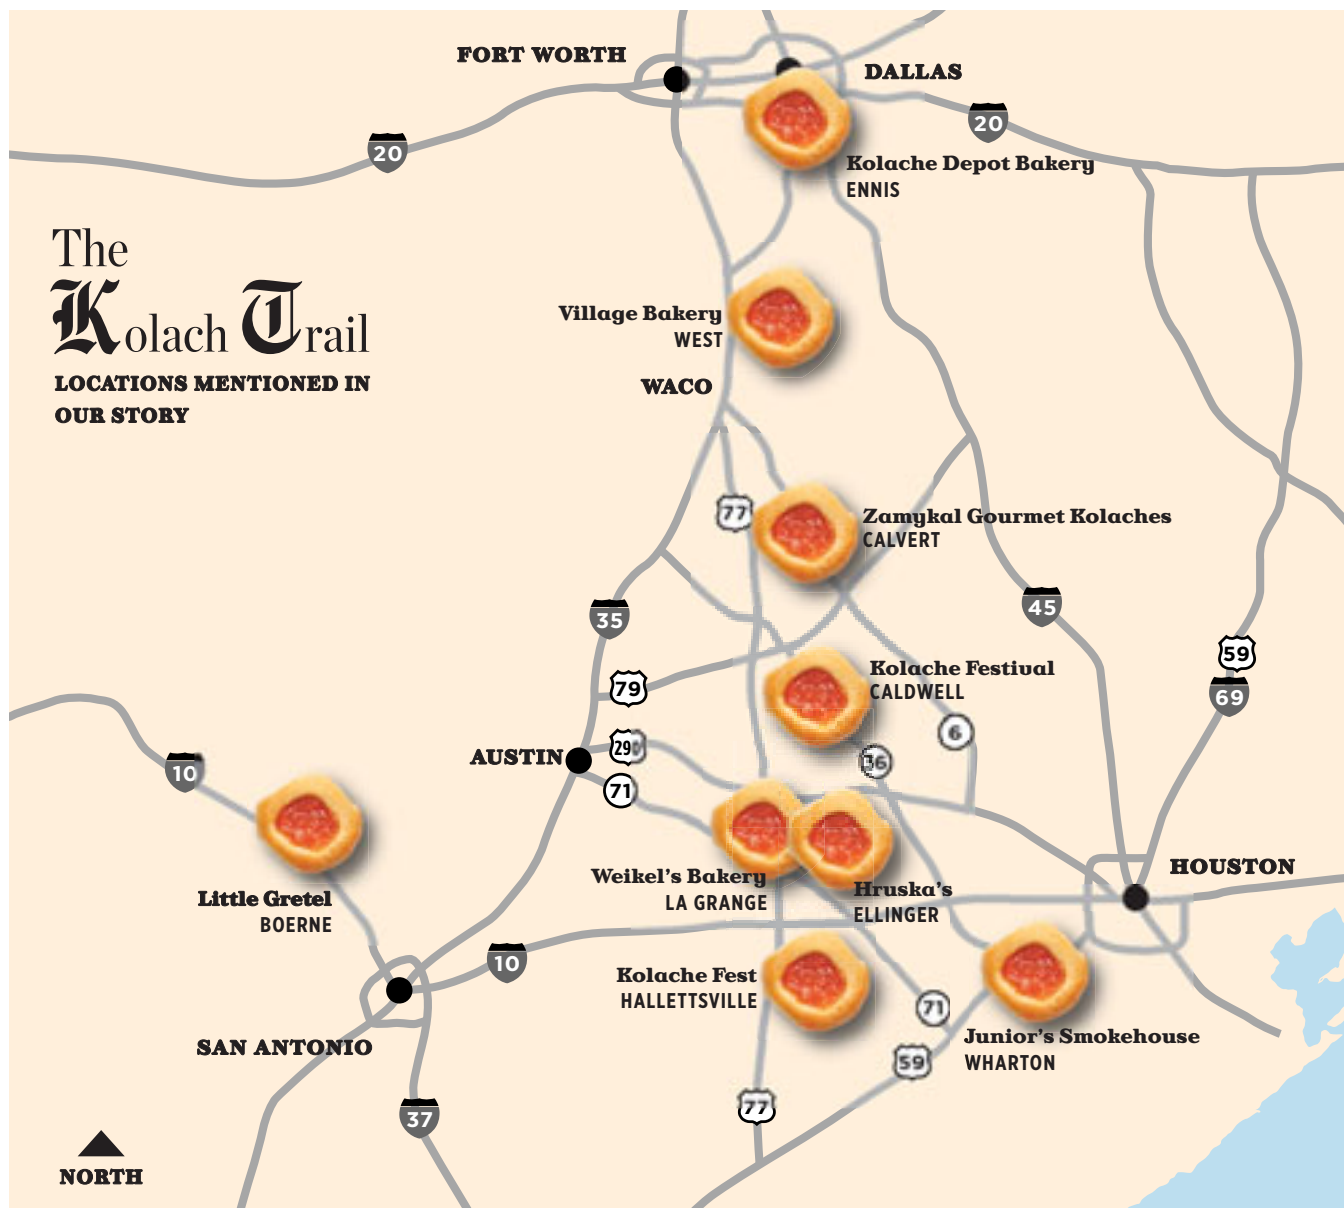 FORT WORTH
DALLAS
20
20
Kolache Depot Bakery
ENNIS
The
Kolach Trail
LOCATIONS MENTIONED IN
OUR STORY
Village Bakery
WEST
WACO
77
Zamykal Gourmet Kolaches
CALVERT
35
45
59
69
79
Kolache Festival
CALDWELL
6
AUSTIN
290
36
71
10
Little Gretel
BOERNE
Weikel's Bakery
LA GRANGE
Hruska's
ELLINGER
HOUSTON
10
Kolache Fest
HALLETTSVILLE
71
Junior's Smokehouse
WHARTON
59
SAN ANTONIO
37
77
NORTH